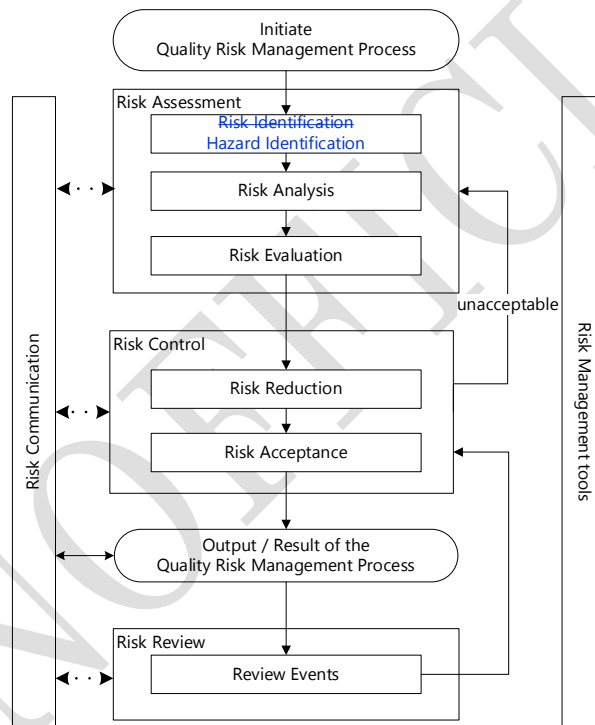 Initiate
Quality Risk Management Process
Risk Assessment
Risk Identification
Hazard Identification
Risk Analysis
Risk Evaluation
unacceptable
Risk Control
Risk Reduction
Risk Acceptance
Output / Result of the
Quality Risk Management Process
Risk Review
Review Events
Risk Communication
Risk Management tools
NOFFICI